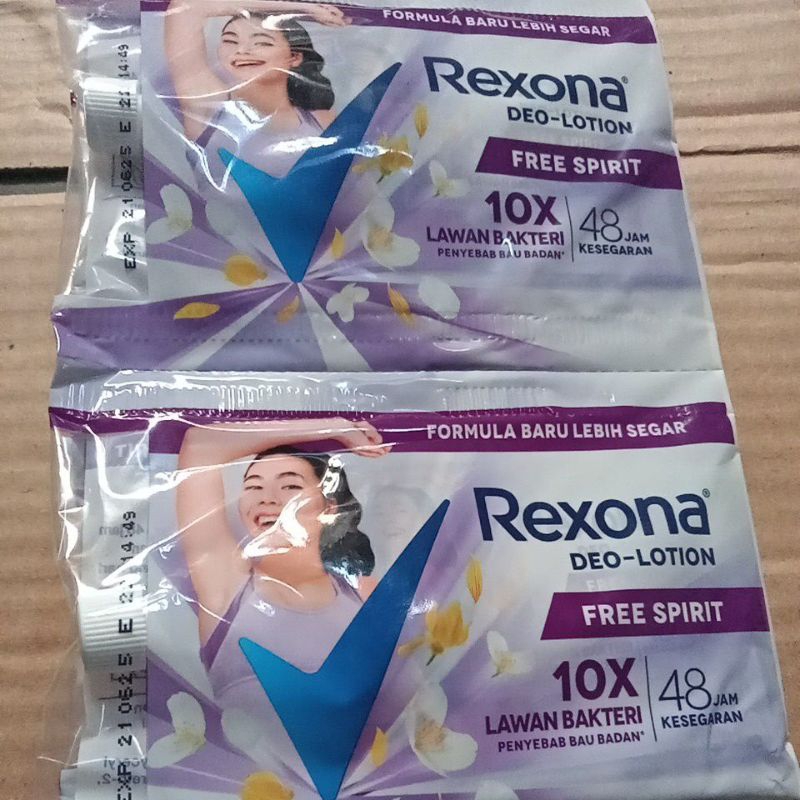 FORMULA BARU LEBIH SEGAR
Rexona®
DEO-LOTION
FREE SPIRIT
10X
LAWAN BAKTERI
PENYEBAB BAU BADAN*
48 JAM
KESEGARAN
EXP 210625 E 2 14:49
FORMULA BARU LEBIH SEGAR
Rexona®
DEO-LOTION
FREE SPIRIT
10X
LAWAN BAKTERI
PENYEBAB BAU BADAN*
48 JAM
KESEGARAN
EXP 210625 E 2 14:49